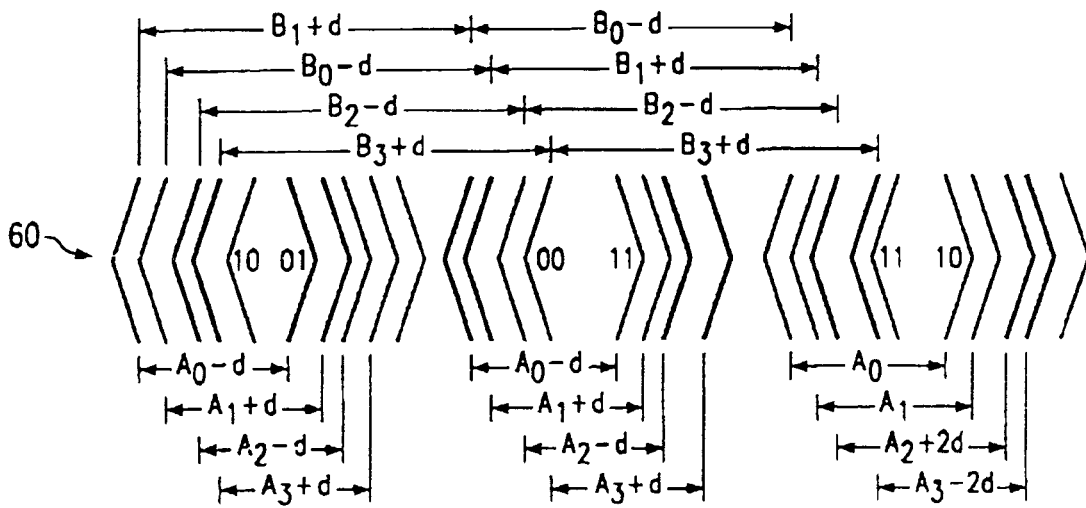 B₁+d B₀-d
B₀-d B₁+d
B₂-d B₂-d
B₃+d B₃+d
60 10 01 00 11 11 10
A₀-d A₀-d A₀
A₁+d A₁+d A₁
A₂-d A₂-d A₂+2d
A₃+d A₃+d A₃-2d